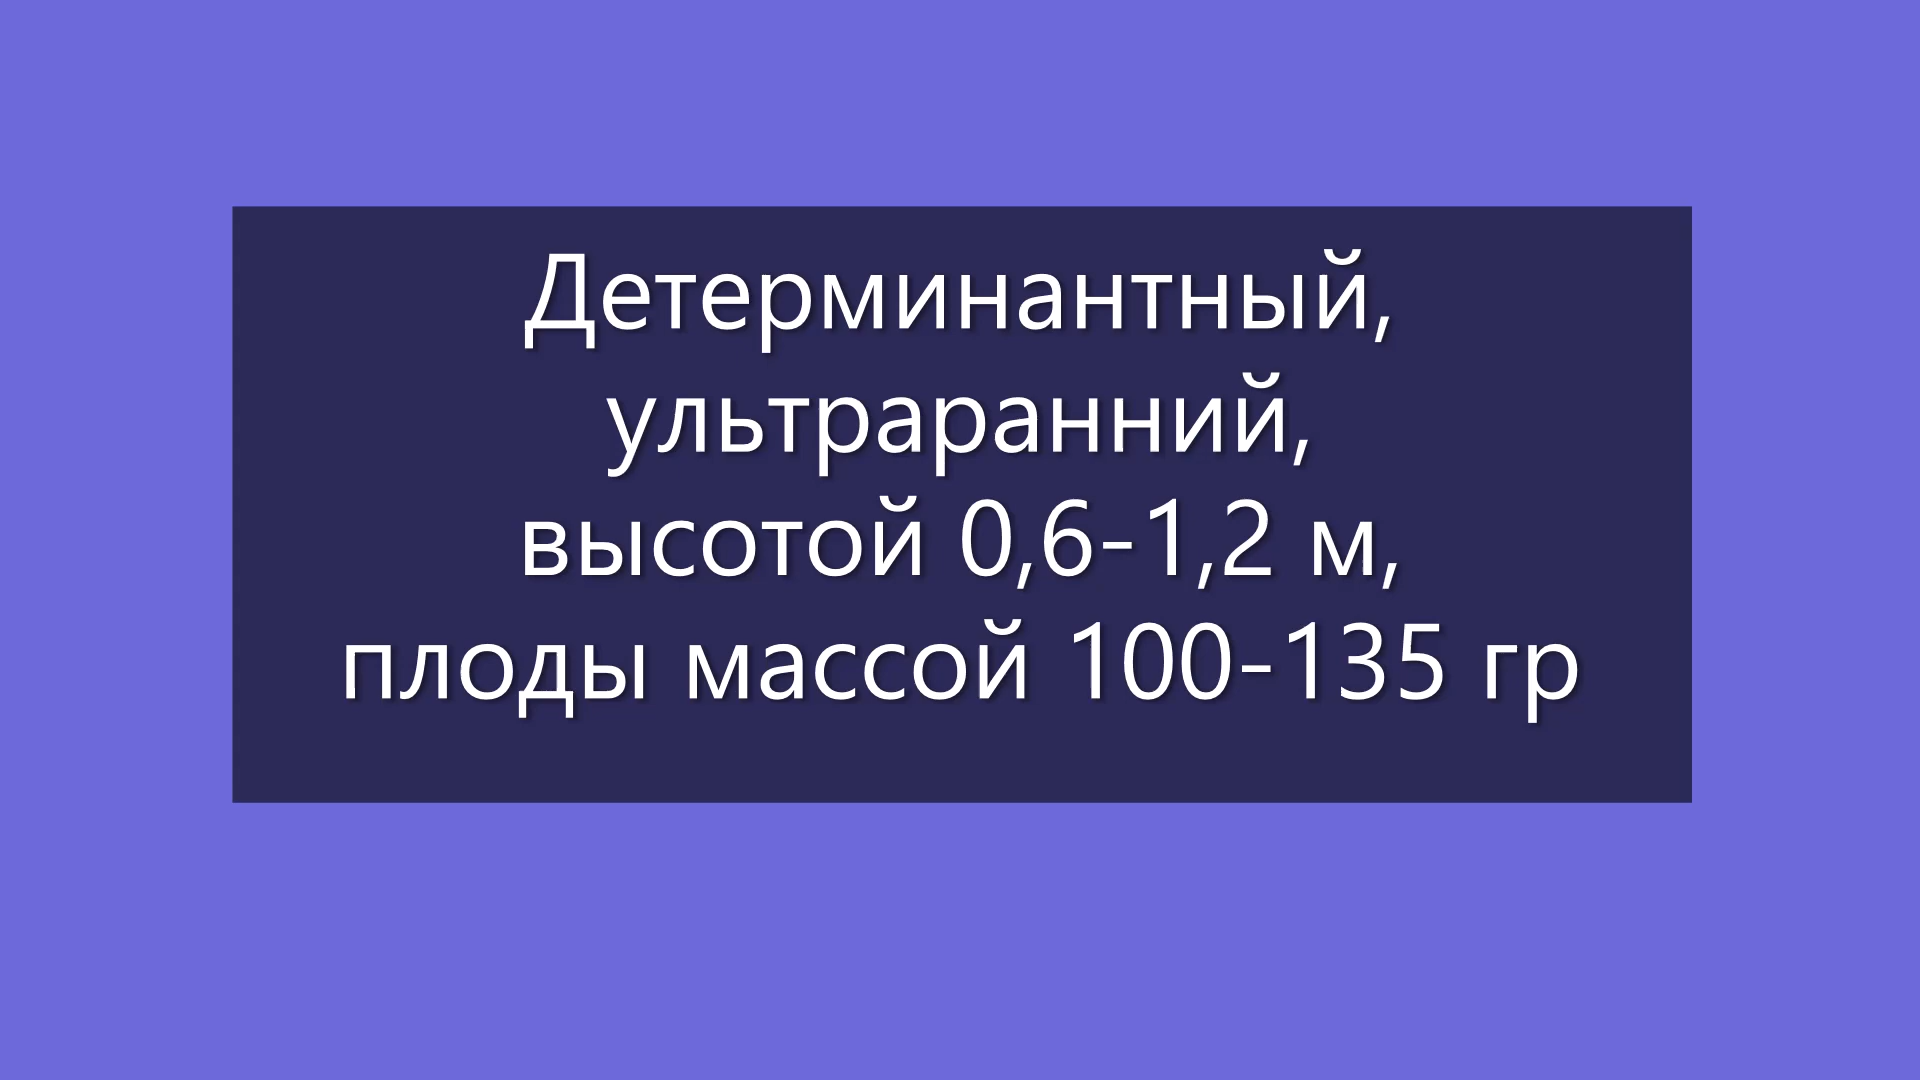 Детерминантный,
ультраранний,
высотой 0,6-1,2 м,
плоды массой 100-135 гр